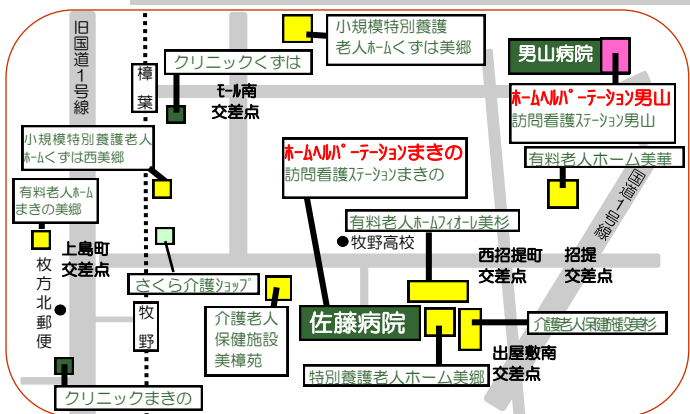 旧国道1号線
樟葉
クリニックくずは
モール南
交差点
小規模特別養護
老人ホームくずは美郷
男山病院
ホームヘルパーテーション男山
訪問看護ステーション男山
有料老人ホーム美華
国道1号線
小規模特別養護老人
ホームくずは西美郷
有料老人ホーム
まきの美郷
上島町
交差点
枚方北郵便
ホームヘルパーテーションまきの
訪問看護ステーションまきの
有料老人ホームフィオーレ美杉
牧野高校
西招提町
交差点
招提
交差点
さくら介護ショップ
牧野
介護老人
保健施設
美樟苑
佐藤病院
介護老人保健施設美杉
出屋敷南
交差点
特別養護老人ホーム美郷
クリニックまきの